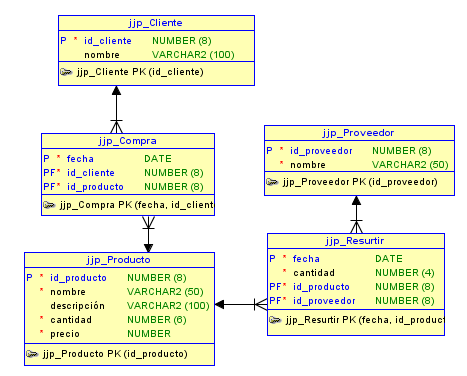 jjp_Cliente
P * id_cliente NUMBER (8)
nombre VARCHAR2 (100)
jjp_Cliente PK (id_cliente)
jjp_Compra
P * fecha DATE
PF* id_cliente NUMBER (8)
PF* id_producto NUMBER (8)
jjp_Compra PK (fecha, id_client
jjp_Proveedor
P * id_proveedor NUMBER (8)
* nombre VARCHAR2 (50)
jjp_Proveedor PK (id_proveedor)
jjp_Producto
P * id_producto NUMBER (8)
* nombre VARCHAR2 (50)
descripción VARCHAR2 (100)
* cantidad NUMBER (6)
* precio NUMBER
jjp_Producto PK (id_producto)
jjp_Resurtir
P * fecha DATE
* cantidad NUMBER (4)
PF* id_producto NUMBER (8)
PF* id_proveedor NUMBER (8)
jjp_Resurtir PK (fecha, id_produc